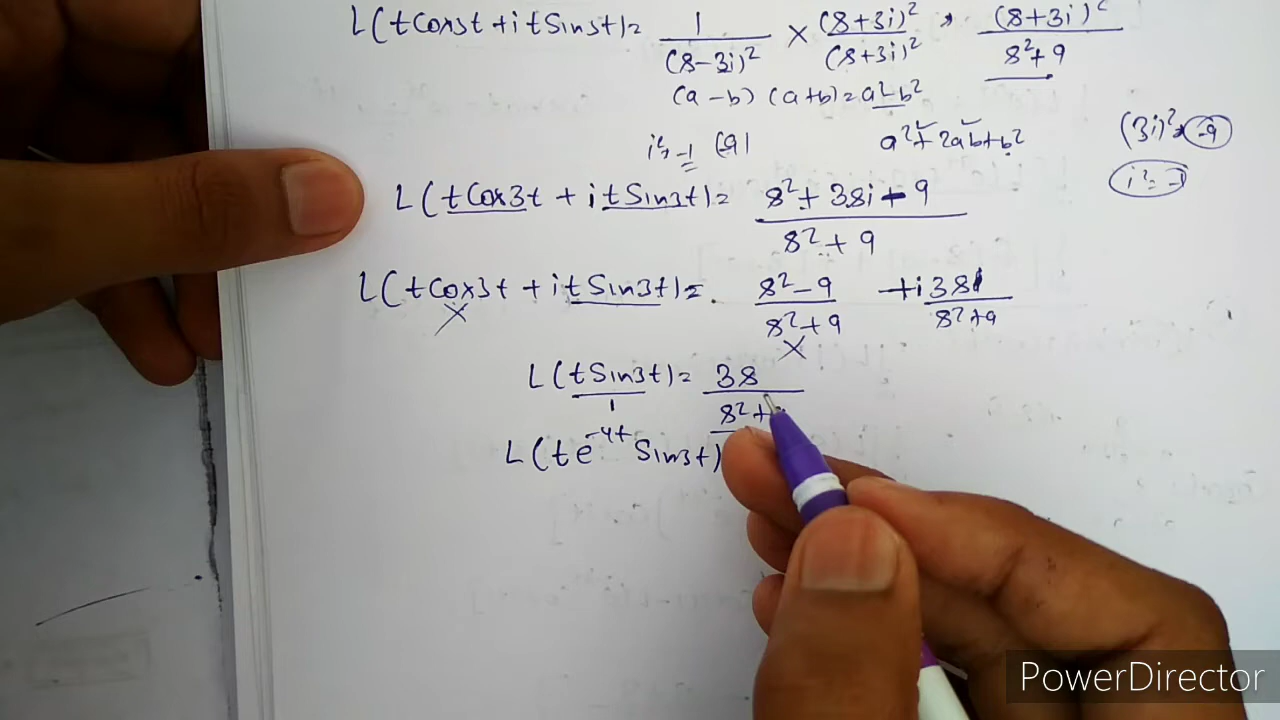 L(tCos3t + i tSin3t) = 1/(s-3i)² × (s+3i)²/(s+3i)² = (s+3i)²/s²+9
(a-b) (a+b) = a²-b²
i² = -1 (-9) a²+2ab+b² (3i)² = -9
i² = -1
L(tCos3t + i tSin3t) = s²+3si-9/s²+9
L(tCos3t + i tSin3t) = s²-9/s²+9 +i 3s/s²+9
L(tSin3t) = 3s/s²+
L(te⁻⁴ᵗ Sin3t)
PowerDirector